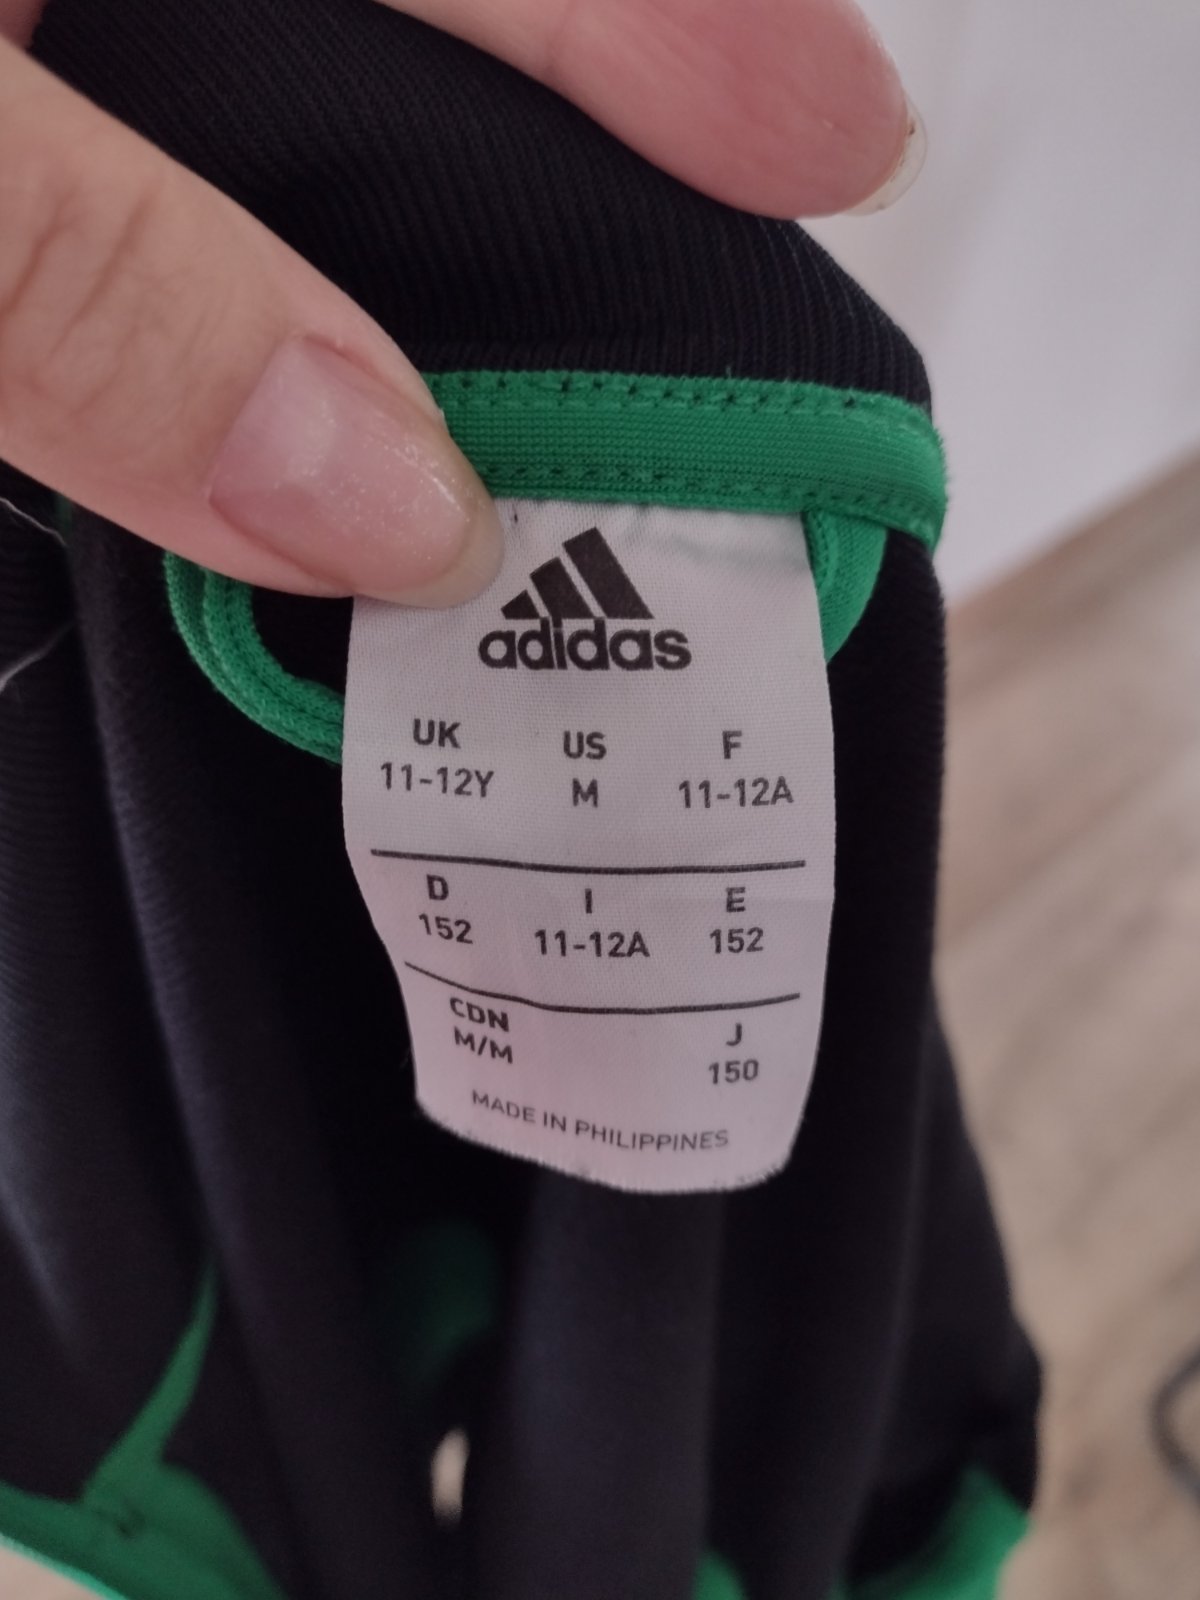 adidas
UK US F
11-12Y M 11-12A
D I E
152 11-12A 152
CDN J
M/M 150
MADE IN PHILIPPINES